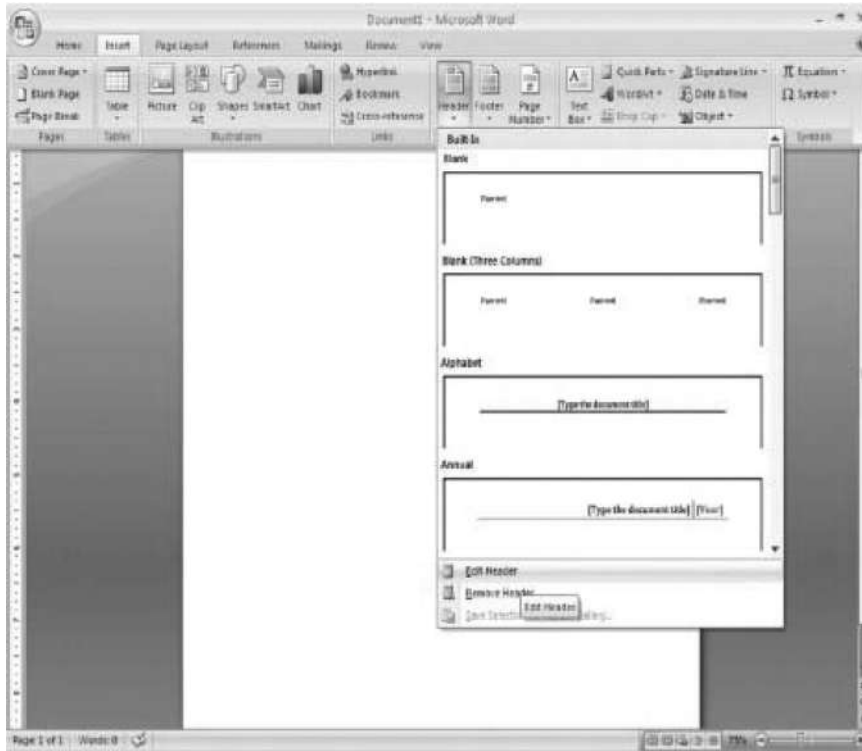 Document1 - Microsoft Word
Home Insert Page Layout References Mailings Review View
Cover Page
Blank Page
Page Break
Table
Picture
Clip Art
Shapes
SmartArt
Chart
Hyperlink
Bookmark
Cross-reference
Header
Footer
Page Number
Text Box
Quick Parts
WordArt
Drop Cap
Signature Line
Date & Time
Object
Equation
Symbol
Pages Tables Illustrations Links Symbols
Built-In
Blank
Blank (Three Columns)
Alphabet
[Type the document title]
Annual
[Type the document title] [Year]
Edit Header
Remove Header
Edit Header
Page: 1 of 1 Words: 0 75%